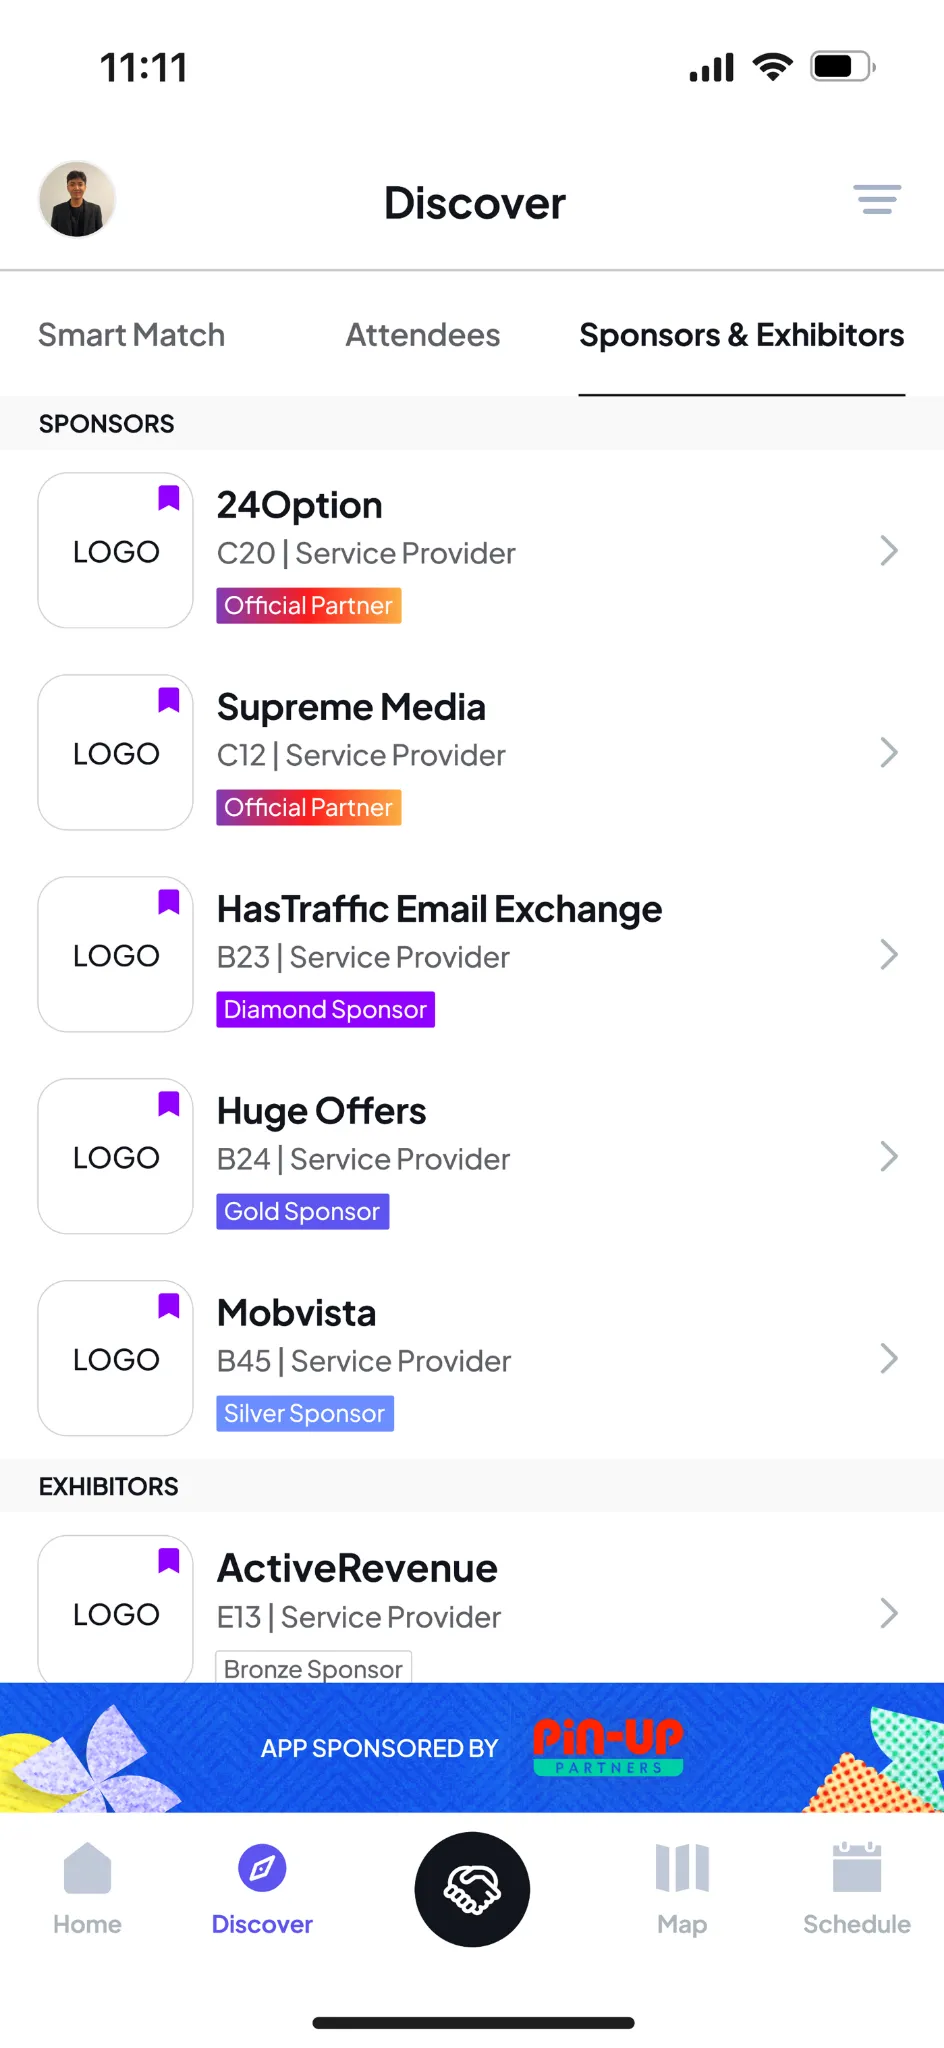 11:11
Discover
Smart Match
Attendees
Sponsors & Exhibitors
SPONSORS
LOGO
24Option
C20 | Service Provider
Official Partner
LOGO
Supreme Media
C12 | Service Provider
Official Partner
LOGO
HasTraffic Email Exchange
B23 | Service Provider
Diamond Sponsor
LOGO
Huge Offers
B24 | Service Provider
Gold Sponsor
LOGO
Mobvista
B45 | Service Provider
Silver Sponsor
EXHIBITORS
LOGO
ActiveRevenue
E13 | Service Provider
Bronze Sponsor
APP SPONSORED BY
PiN-UP
PARTNERS
Home
Discover
Map
Schedule